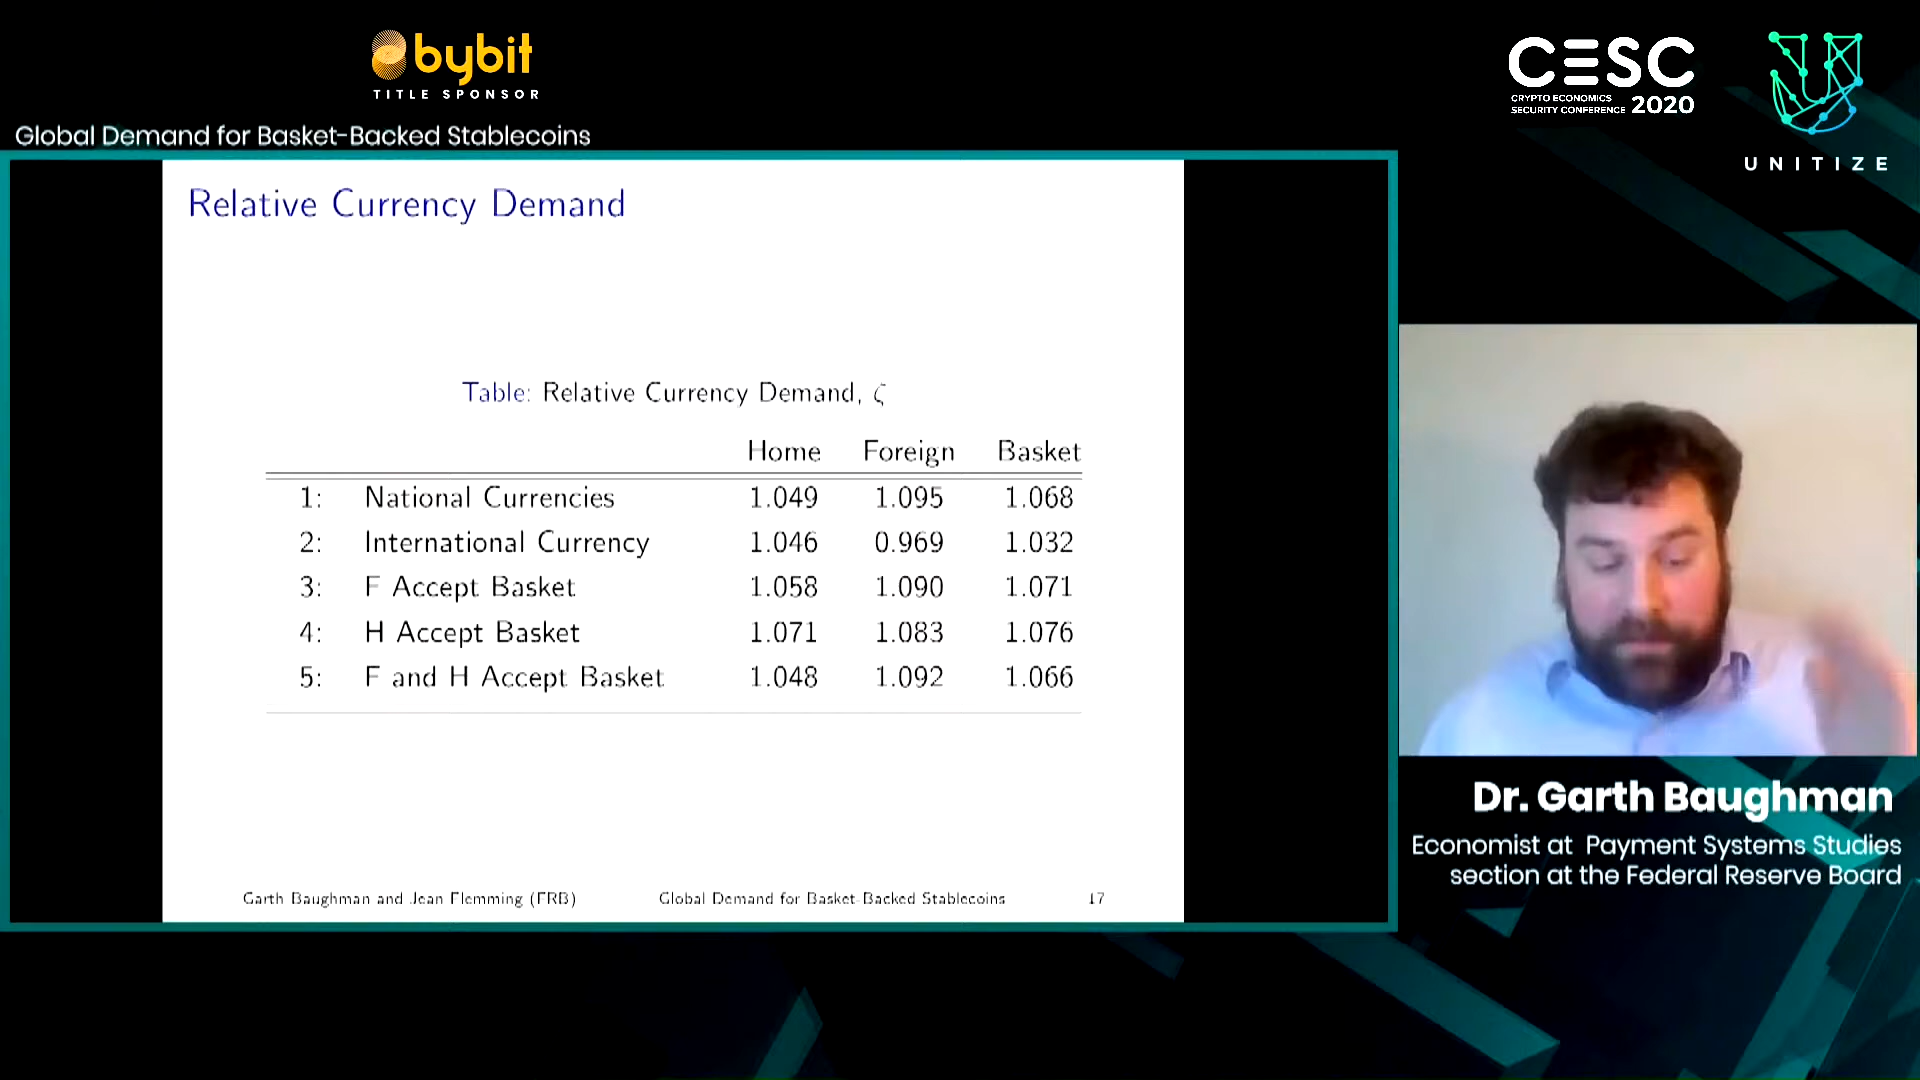 bybit
TITLE SPONSOR
CESC
CRYPTO ECONOMICS
SECURITY CONFERENCE 2020
UNITIZE
Global Demand for Basket-Backed Stablecoins
Relative Currency Demand
Table: Relative Currency Demand, ζ
Home Foreign Basket
1: National Currencies 1.049 1.095 1.068
2: International Currency 1.046 0.969 1.032
3: F Accept Basket 1.058 1.090 1.071
4: H Accept Basket 1.071 1.083 1.076
5: F and H Accept Basket 1.048 1.092 1.066
Garth Baughman and Jean Flemming (FRB) Global Demand for Basket-Backed Stablecoins 17
Dr. Garth Baughman
Economist at Payment Systems Studies
section at the Federal Reserve Board